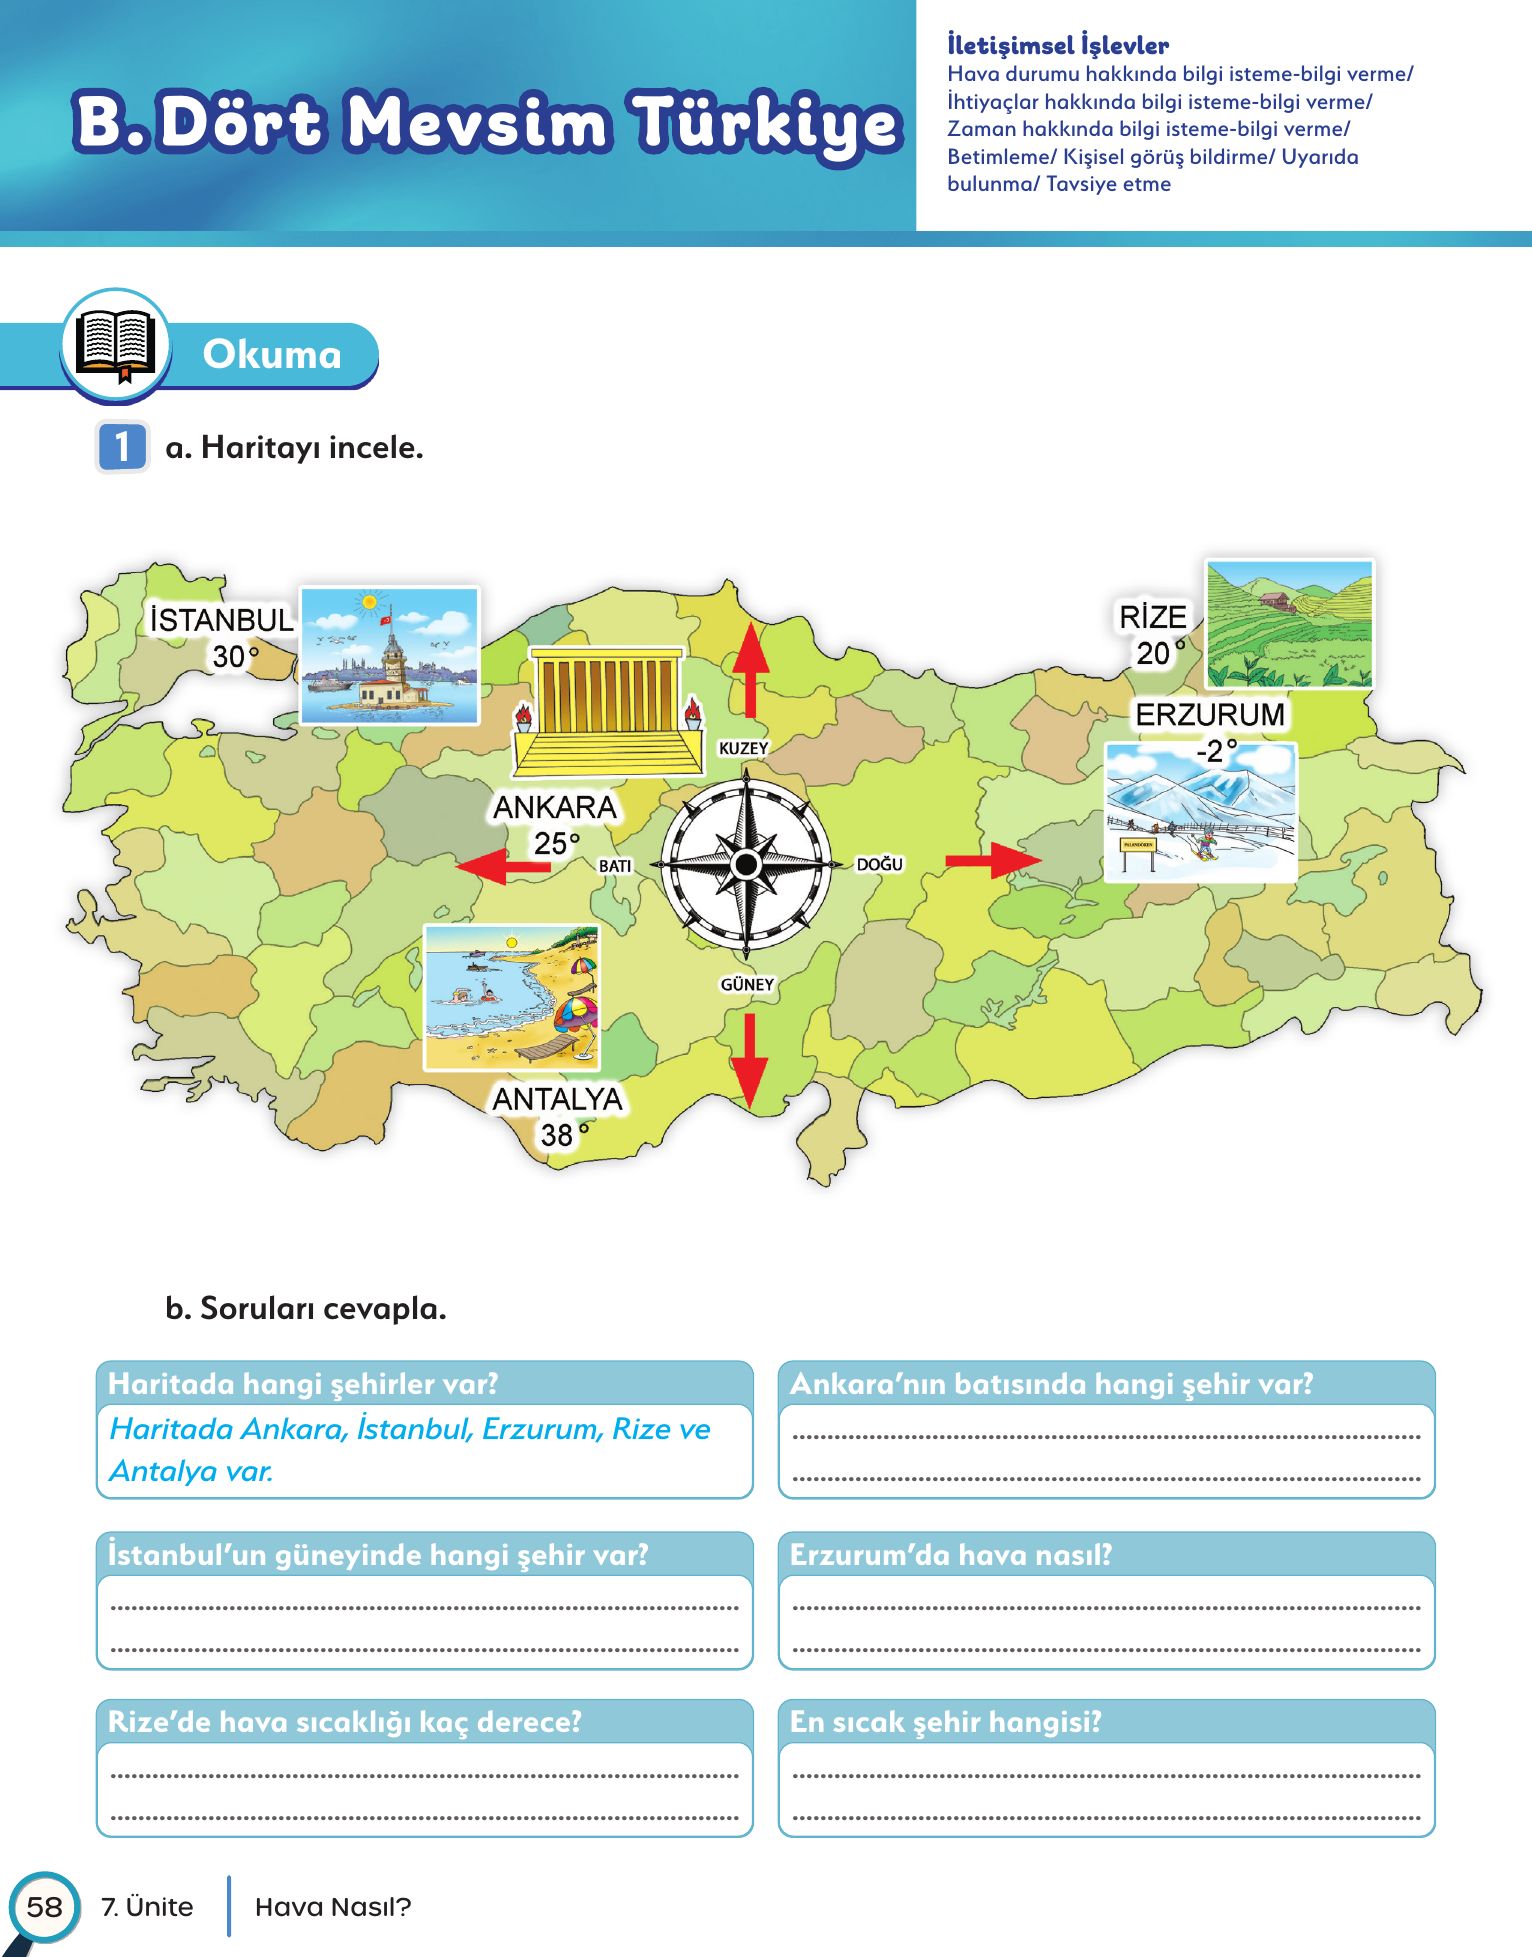 B. Dört Mevsim Türkiye
İletişimsel İşlevler
Hava durumu hakkında bilgi isteme-bilgi verme/
İhtiyaçlar hakkında bilgi isteme-bilgi verme/
Zaman hakkında bilgi isteme-bilgi verme/
Betimleme/ Kişisel görüş bildirme/ Uyarıda
bulunma/ Tavsiye etme
Okuma
1 a. Haritayı incele.
İSTANBUL
30°
RİZE
20°
ERZURUM
-2°
PALANDÖKEN
KUZEY
ANKARA
25°
BATI
DOĞU
GÜNEY
ANTALYA
38°
b. Soruları cevapla.
Haritada hangi şehirler var?
Haritada Ankara, İstanbul, Erzurum, Rize ve
Antalya var.
Ankara'nın batısında hangi şehir var?
İstanbul'un güneyinde hangi şehir var?
Erzurum'da hava nasıl?
Rize'de hava sıcaklığı kaç derece?
En sıcak şehir hangisi?
58 7. Ünite Hava Nasıl?